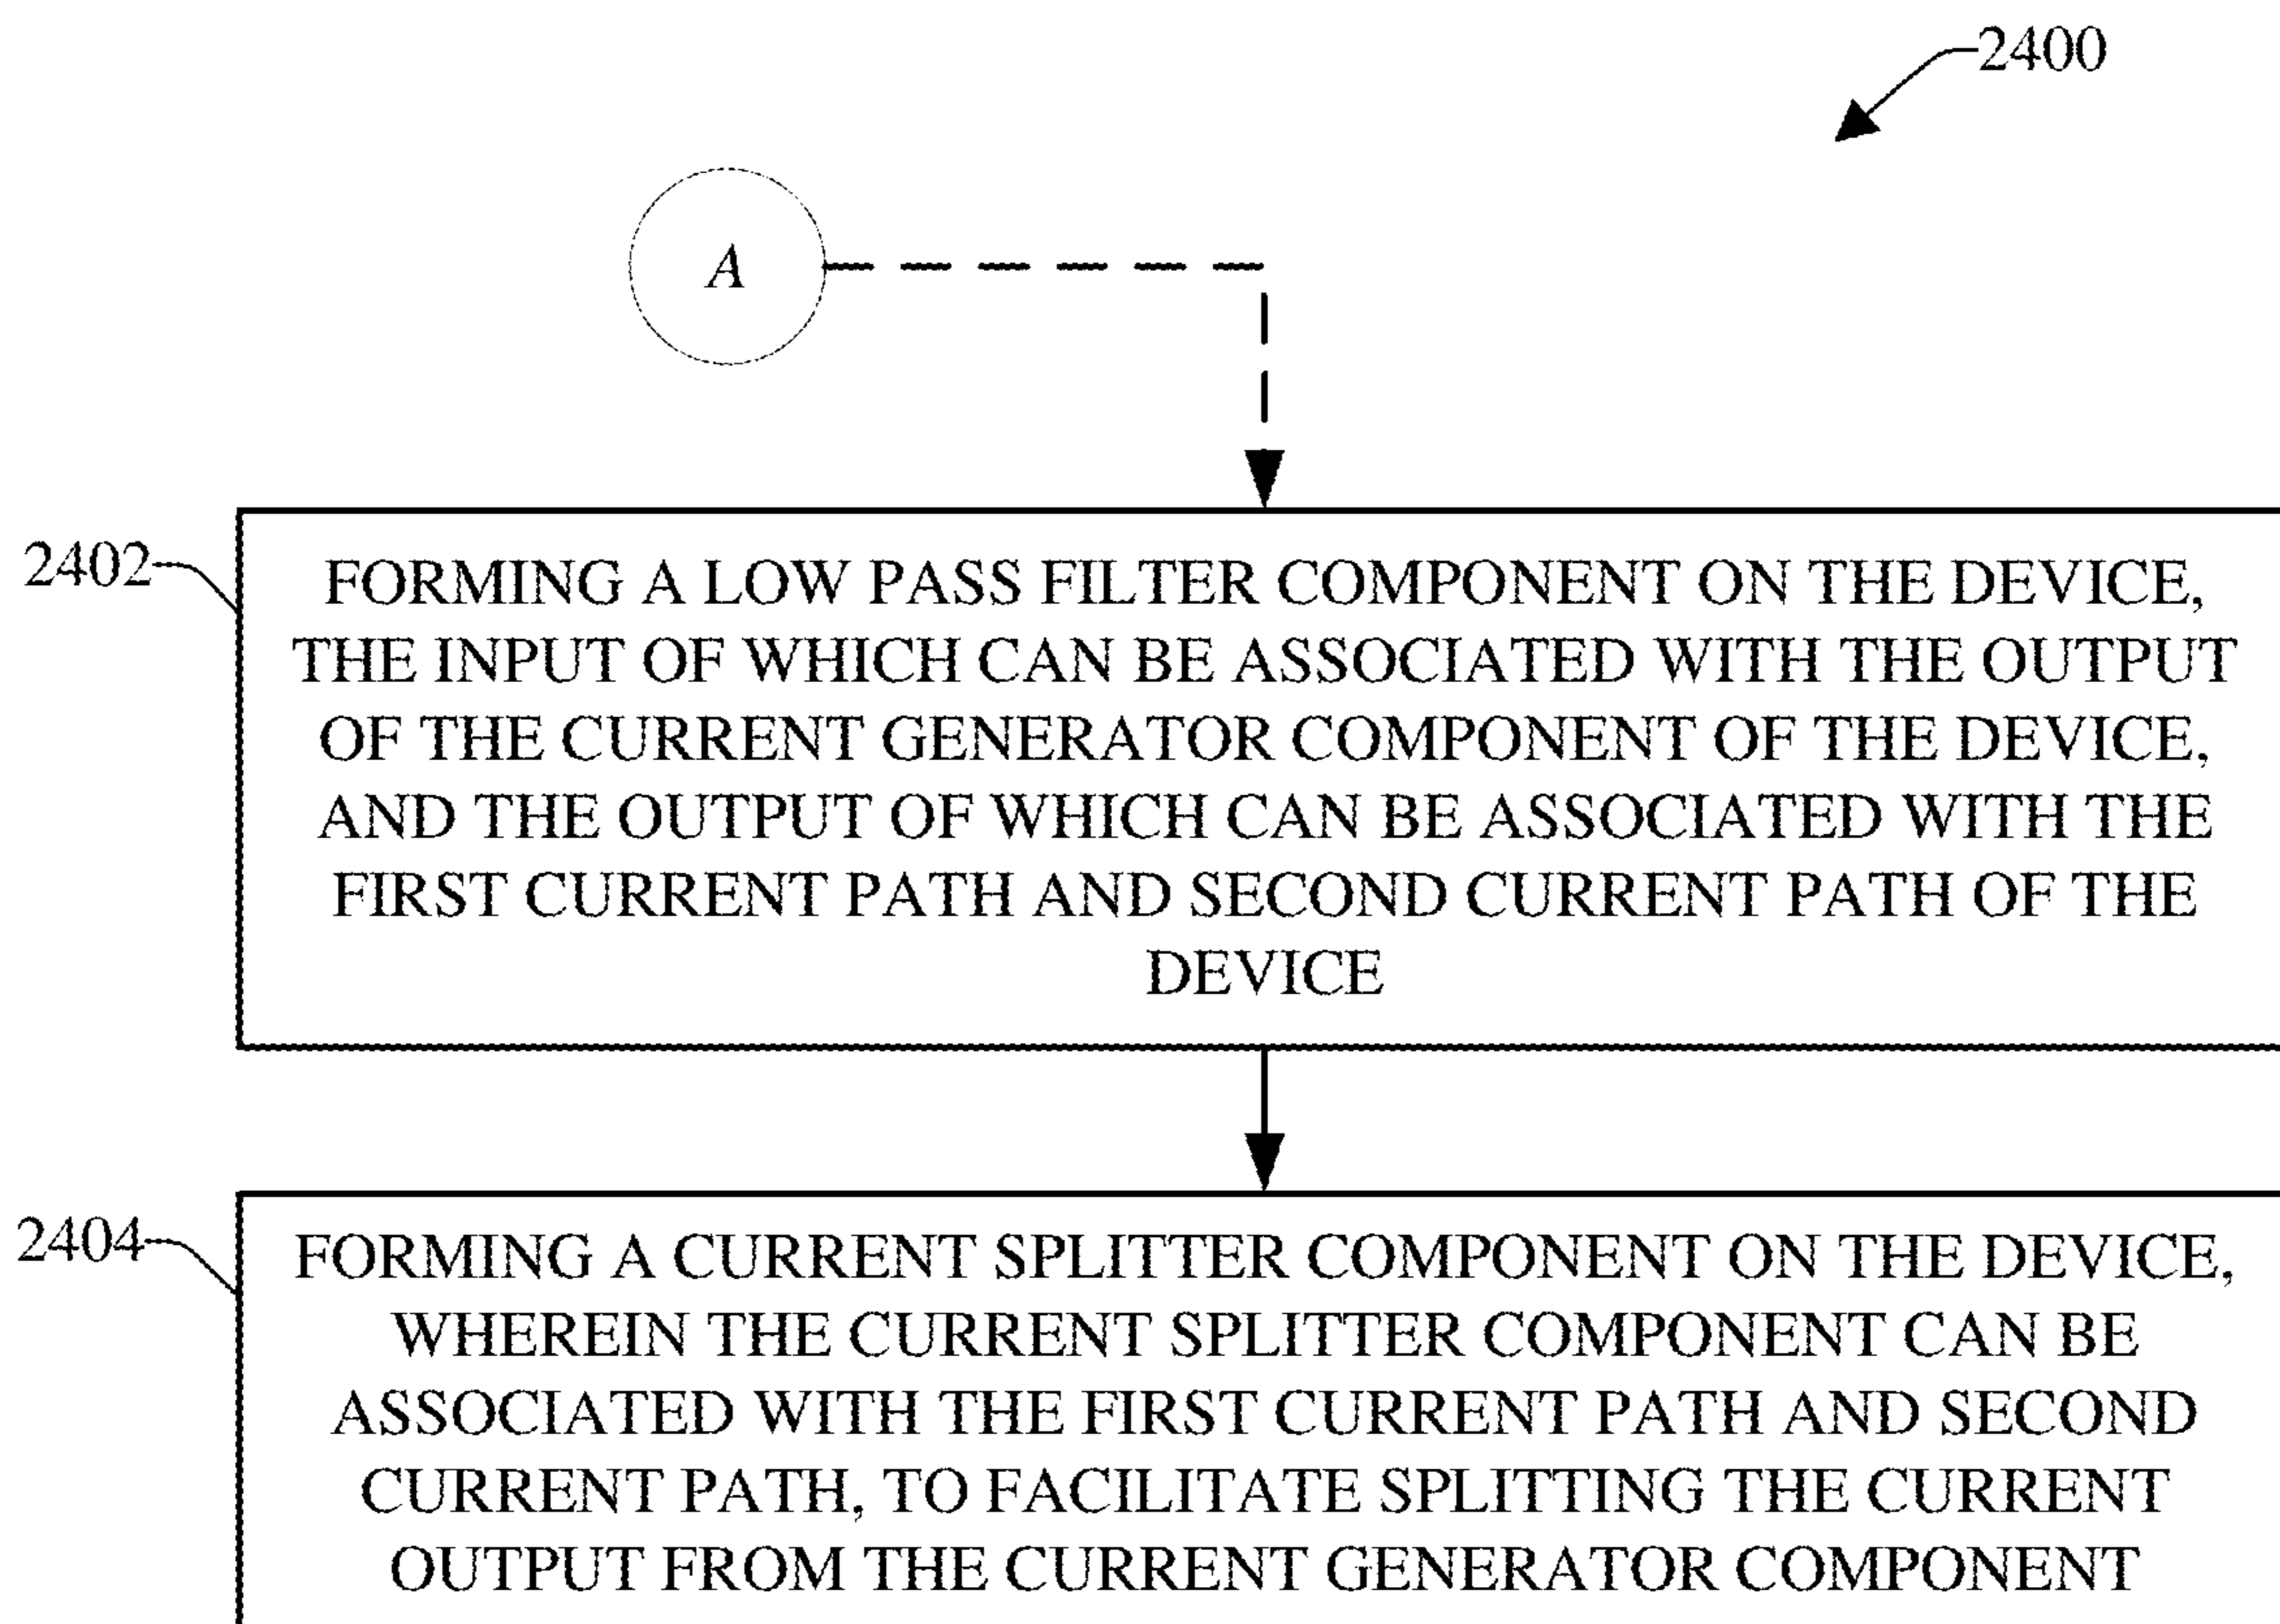 2400
A
2402
FORMING A LOW PASS FILTER COMPONENT ON THE DEVICE,
THE INPUT OF WHICH CAN BE ASSOCIATED WITH THE OUTPUT
OF THE CURRENT GENERATOR COMPONENT OF THE DEVICE,
AND THE OUTPUT OF WHICH CAN BE ASSOCIATED WITH THE
FIRST CURRENT PATH AND SECOND CURRENT PATH OF THE
DEVICE
2404
FORMING A CURRENT SPLITTER COMPONENT ON THE DEVICE,
WHEREIN THE CURRENT SPLITTER COMPONENT CAN BE
ASSOCIATED WITH THE FIRST CURRENT PATH AND SECOND
CURRENT PATH, TO FACILITATE SPLITTING THE CURRENT
OUTPUT FROM THE CURRENT GENERATOR COMPONENT